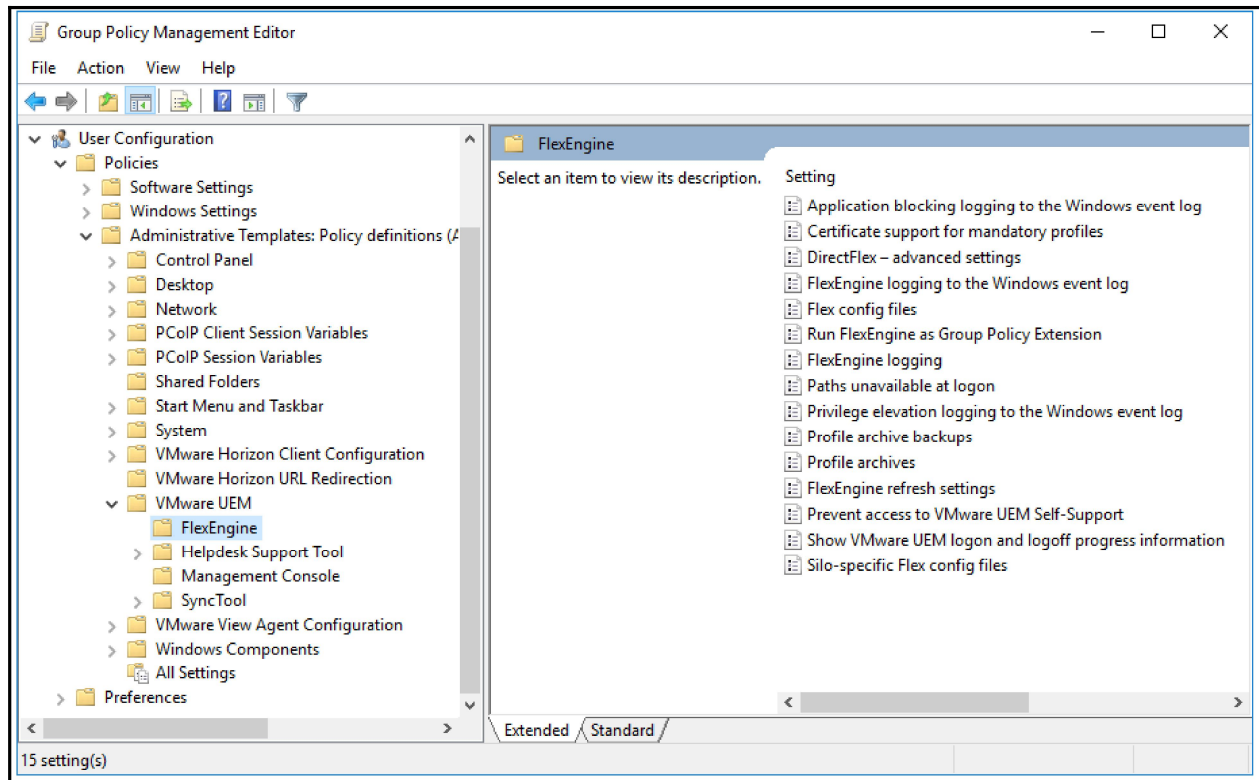 Group Policy Management Editor
File Action View Help
User Configuration
Policies
Software Settings
Windows Settings
Administrative Templates: Policy definitions (A
Control Panel
Desktop
Network
PCoIP Client Session Variables
PCoIP Session Variables
Shared Folders
Start Menu and Taskbar
System
VMware Horizon Client Configuration
VMware Horizon URL Redirection
VMware UEM
FlexEngine
Helpdesk Support Tool
Management Console
SyncTool
VMware View Agent Configuration
Windows Components
All Settings
Preferences
FlexEngine
Select an item to view its description.
Setting
Application blocking logging to the Windows event log
Certificate support for mandatory profiles
DirectFlex – advanced settings
FlexEngine logging to the Windows event log
Flex config files
Run FlexEngine as Group Policy Extension
FlexEngine logging
Paths unavailable at logon
Privilege elevation logging to the Windows event log
Profile archive backups
Profile archives
FlexEngine refresh settings
Prevent access to VMware UEM Self-Support
Show VMware UEM logon and logoff progress information
Silo-specific Flex config files
Extended Standard
15 setting(s)